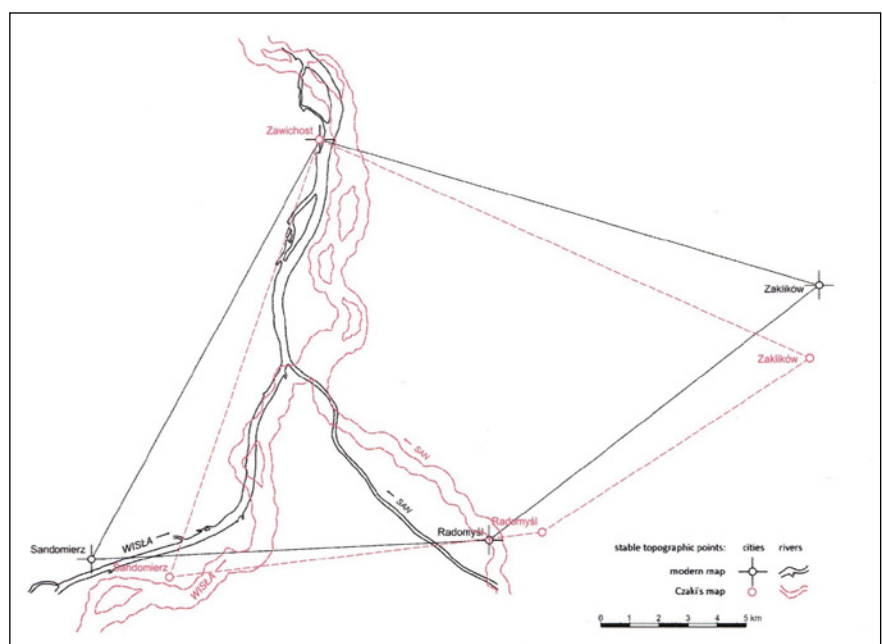 Zawichost
Zaklików
Zaklików
SAN
SAN
Radomyśl
Radomyśl
WISŁA
Sandomierz
Sandomierz
WISŁA
stable topographic points: cities rivers
modern map
Czaki's map
0 1 2 3 4 5 km